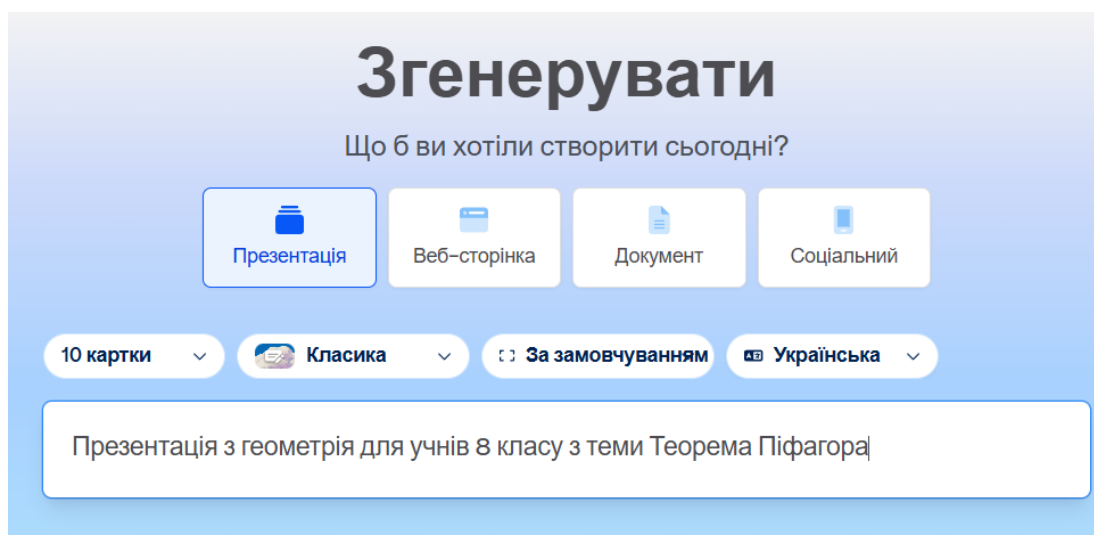 Згенерувати
Що б ви хотіли створити сьогодні?
Презентація Веб-сторінка Документ Соціальний
10 картки Класика За замовчуванням Українська
Презентація з геометрія для учнів 8 класу з теми Теорема Піфагора